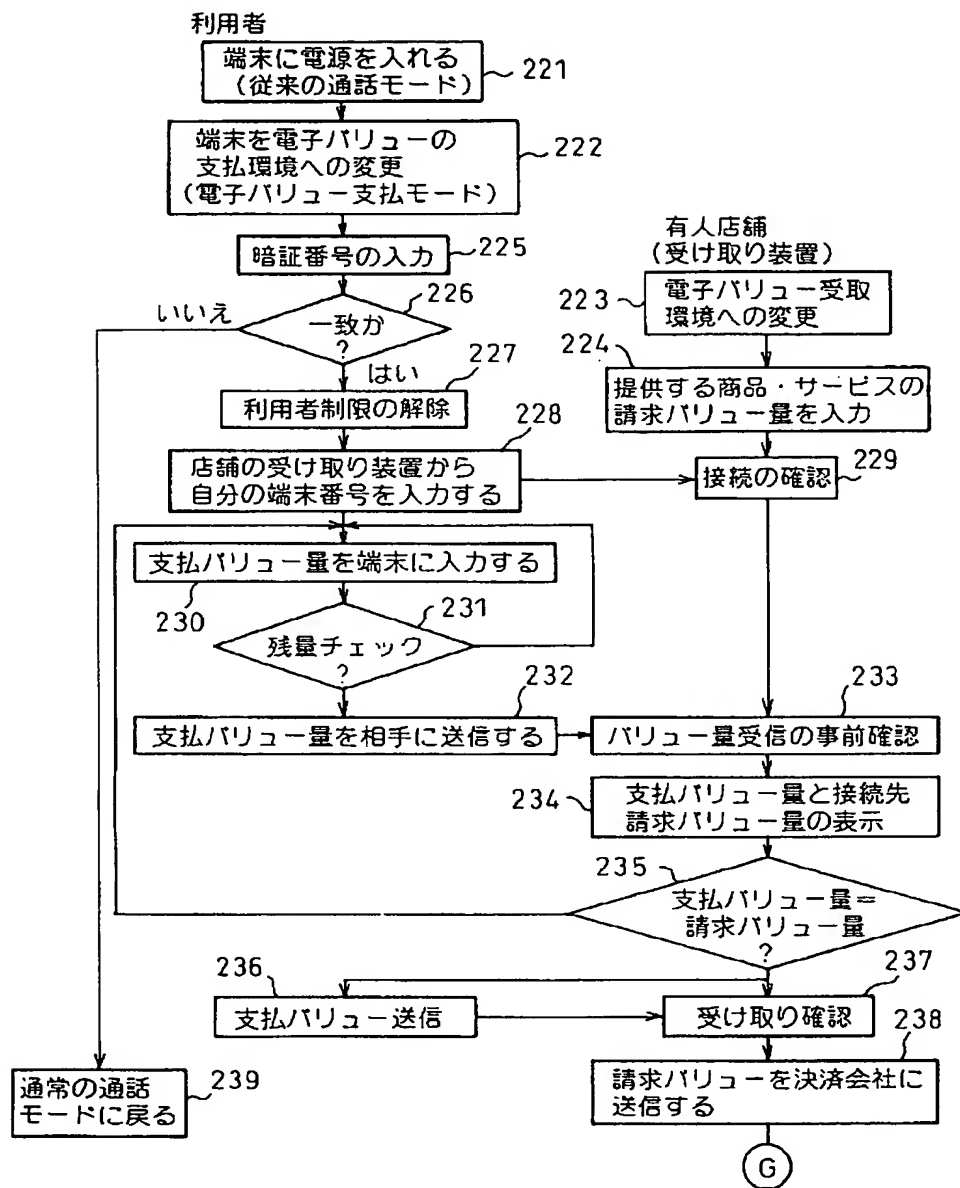 利用者
端末に電源を入れる
(従来の通話モード)
221
端末を電子バリューの
支払環境への変更
(電子バリュー支払モード)
222
暗証番号の入力
225
有人店舗
(受け取り装置)
223
電子バリュー受取
環境への変更
226
いいえ
一致か
?
はい
227
利用者制限の解除
224
提供する商品・サービスの
請求バリュー量を入力
228
店舗の受け取り装置から
自分の端末番号を入力する
229
接続の確認
支払バリュー量を端末に入力する
230
231
残量チェック
?
232
支払バリュー量を相手に送信する
233
バリュー量受信の事前確認
234
支払バリュー量と接続先
請求バリュー量の表示
235
支払バリュー量=
請求バリュー量
?
236
支払バリュー送信
237
受け取り確認
238
請求バリューを決済会社に
送信する
通常の通話
モードに戻る
239
G